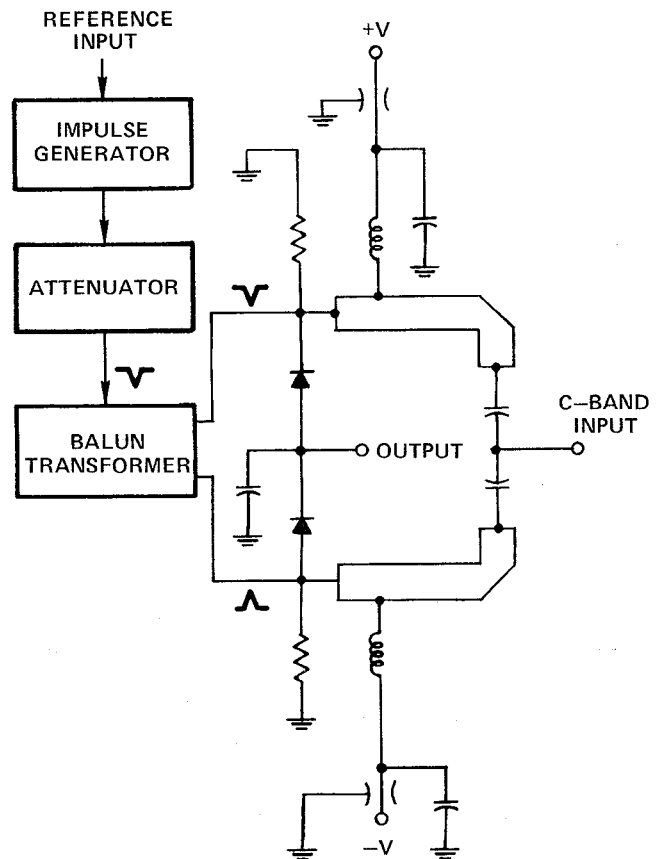 REFERENCE
INPUT
+V
IMPULSE
GENERATOR
ATTENUATOR
C–BAND
INPUT
BALUN
TRANSFORMER
OUTPUT
–V